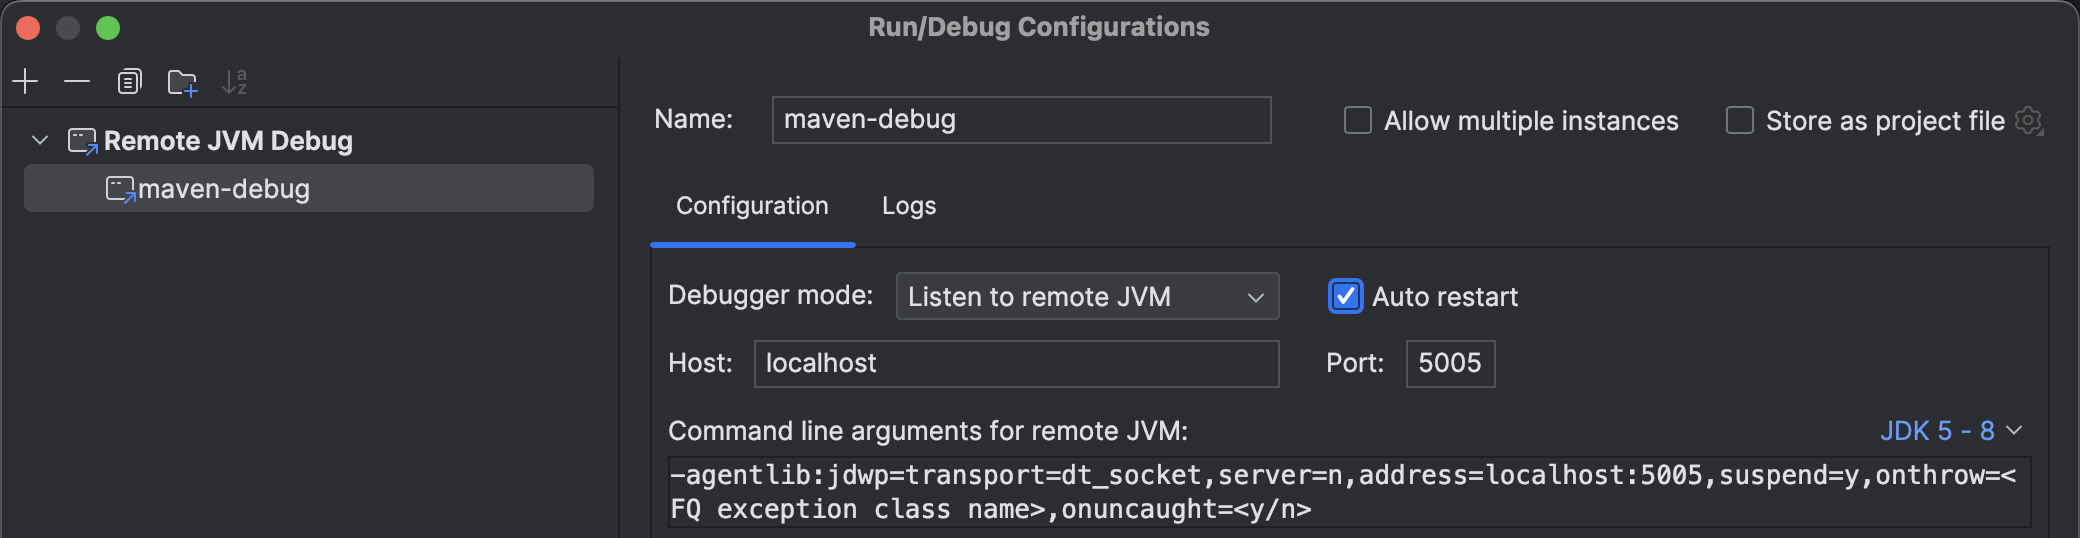 Run/Debug Configurations
Remote JVM Debug
maven-debug
Name: maven-debug
Allow multiple instances
Store as project file
Configuration Logs
Debugger mode: Listen to remote JVM
Auto restart
Host: localhost
Port: 5005
Command line arguments for remote JVM:
JDK 5 - 8
-agentlib:jdwp=transport=dt_socket,server=n,address=localhost:5005,suspend=y,onthrow=<
FQ exception class name>,onuncaught=<y/n>